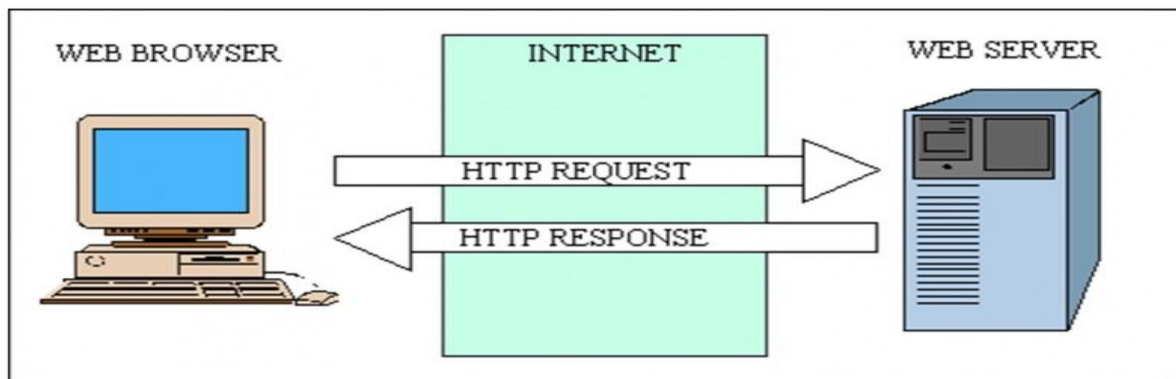 WEB BROWSER
INTERNET
WEB SERVER
HTTP REQUEST
HTTP RESPONSE